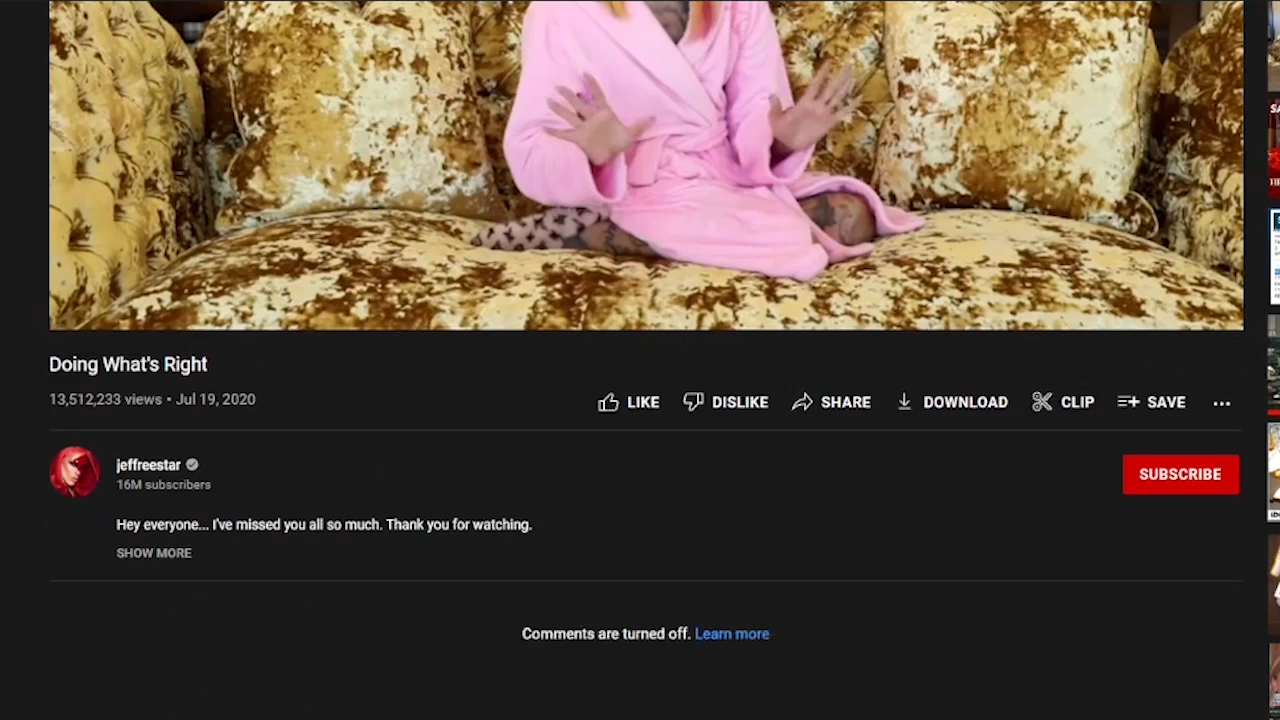 Doing What's Right
13,512,233 views • Jul 19, 2020
LIKE
DISLIKE
SHARE
DOWNLOAD
CLIP
SAVE
jeffreestar
16M subscribers
SUBSCRIBE
Hey everyone... I've missed you all so much. Thank you for watching.
SHOW MORE
Comments are turned off. Learn more